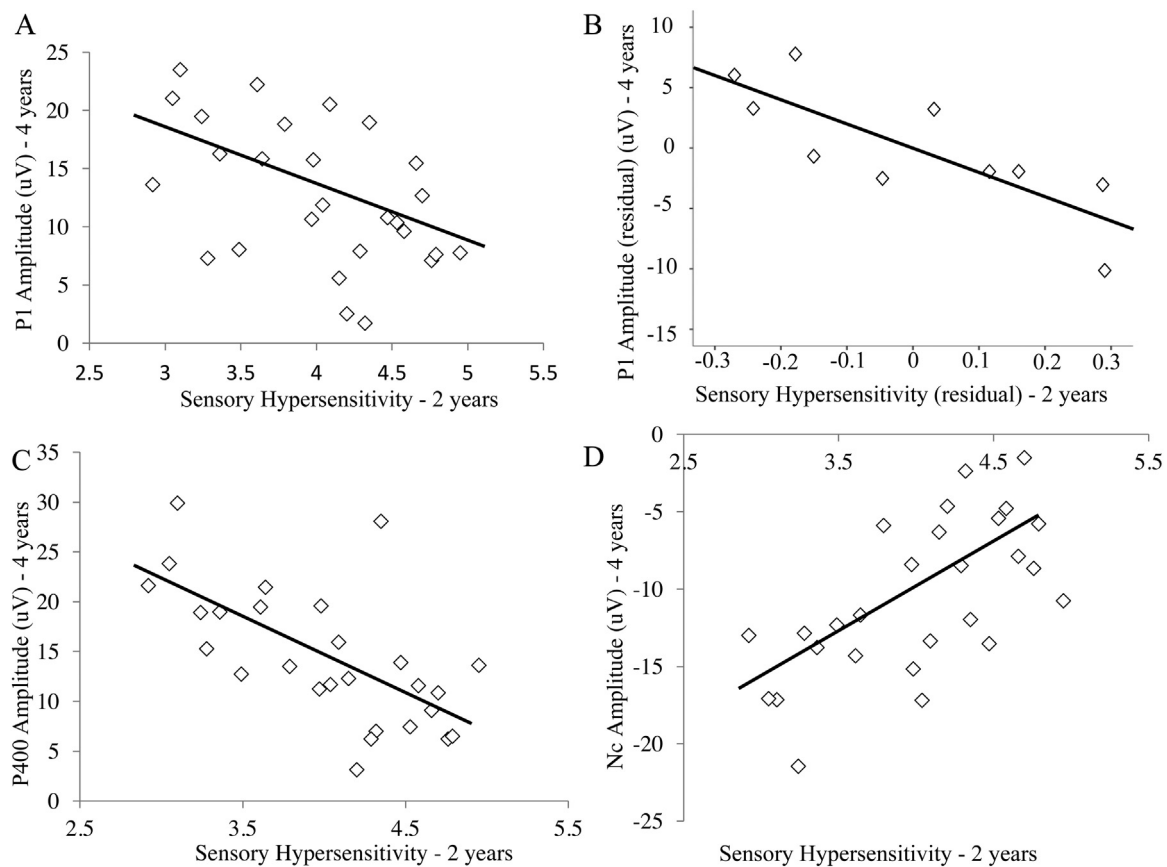 A
P1 Amplitude (uV) - 4 years
25
20
15
10
5
0
2.5 3 3.5 4 4.5 5 5.5
Sensory Hypersensitivity - 2 years
B
P1 Amplitude (residual) (uV) - 4 years
10
5
0
-5
-10
-15
-0.3 -0.2 -0.1 0 0.1 0.2 0.3
Sensory Hypersensitivity (residual) - 2 years
C
P400 Amplitude (uV) - 4 years
35
30
25
20
15
10
5
0
2.5 3.5 4.5 5.5
Sensory Hypersensitivity - 2 years
D
Nc Amplitude (uV) - 4 years
0
2.5 3.5 4.5 5.5
-5
-10
-15
-20
-25
Sensory Hypersensitivity - 2 years